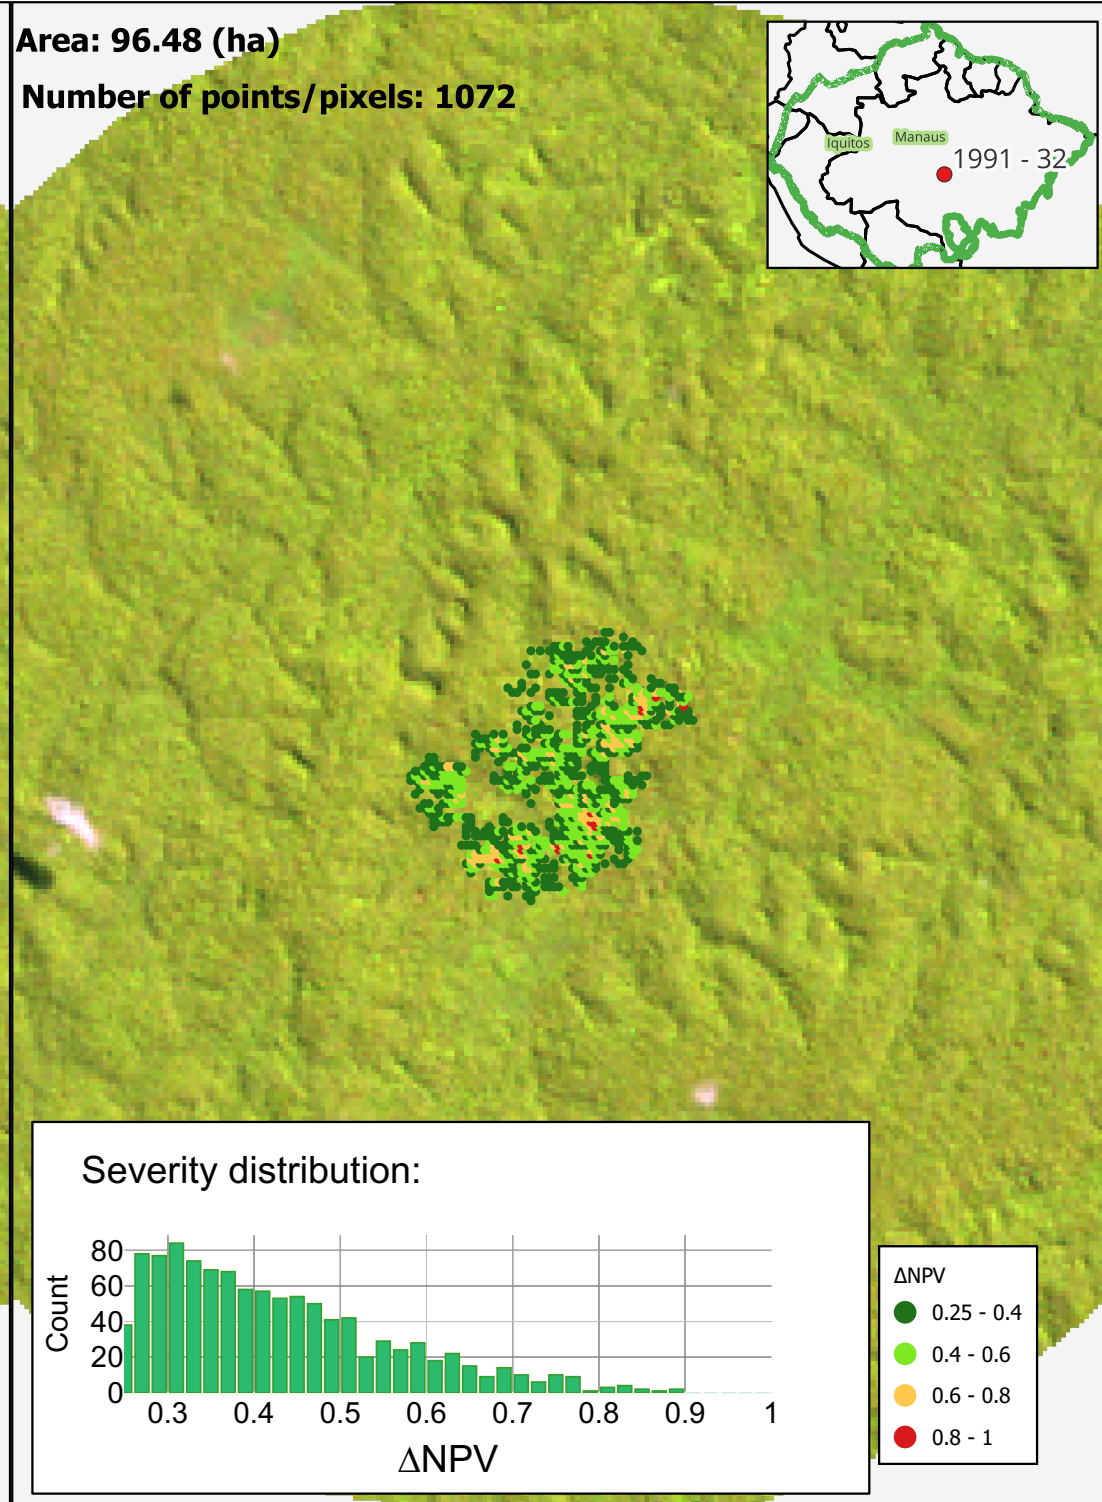 Area: 96.48 (ha)
Number of points/pixels: 1072
Iquitos
Manaus
1991 - 32
Severity distribution:
80
60
40
20
0
Count
0.3 0.4 0.5 0.6 0.7 0.8 0.9 1
ΔNPV
ΔNPV
0.25 - 0.4
0.4 - 0.6
0.6 - 0.8
0.8 - 1